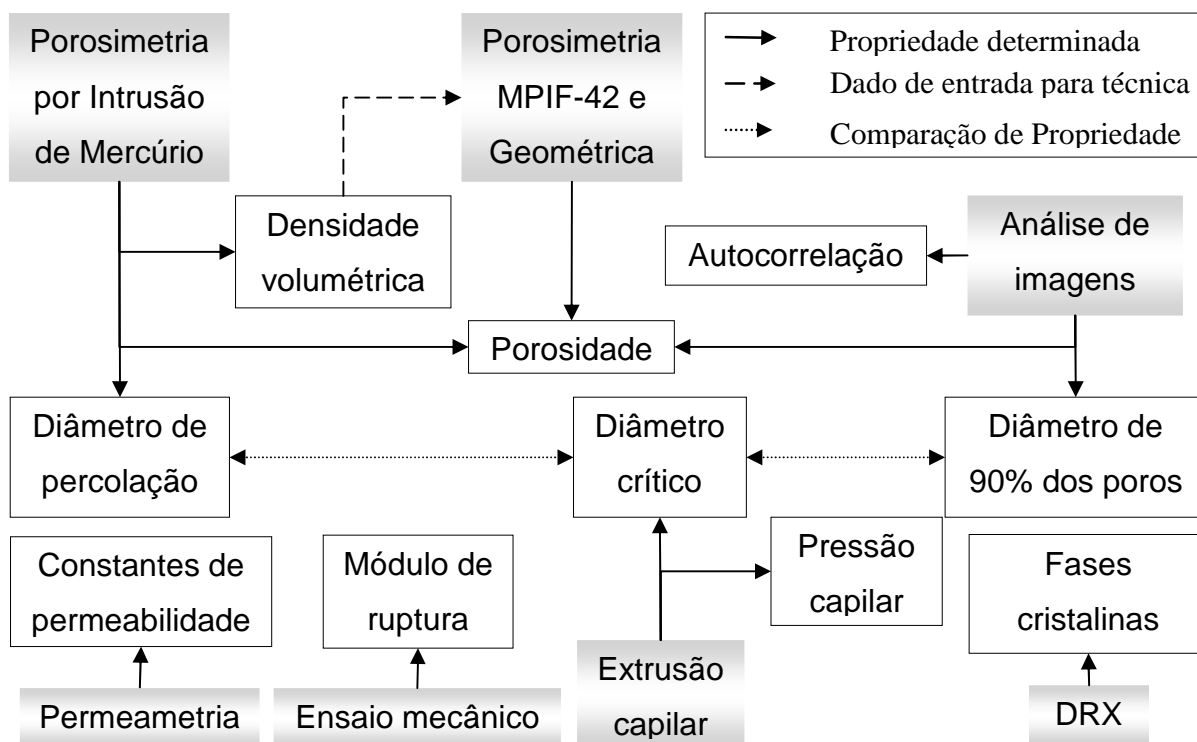 Porosimetria
por Intrusão
de Mercúrio
Porosimetria
MPIF-42 e
Geométrica
Propriedade determinada
Dado de entrada para técnica
Comparação de Propriedade
Densidade
volumétrica
Autocorrelação
Análise de
imagens
Porosidade
Diâmetro de
percolação
Diâmetro
crítico
Diâmetro de
90% dos poros
Constantes de
permeabilidade
Módulo de
ruptura
Pressão
capilar
Fases
cristalinas
Permeametria
Ensaio mecânico
Extrusão
capilar
DRX